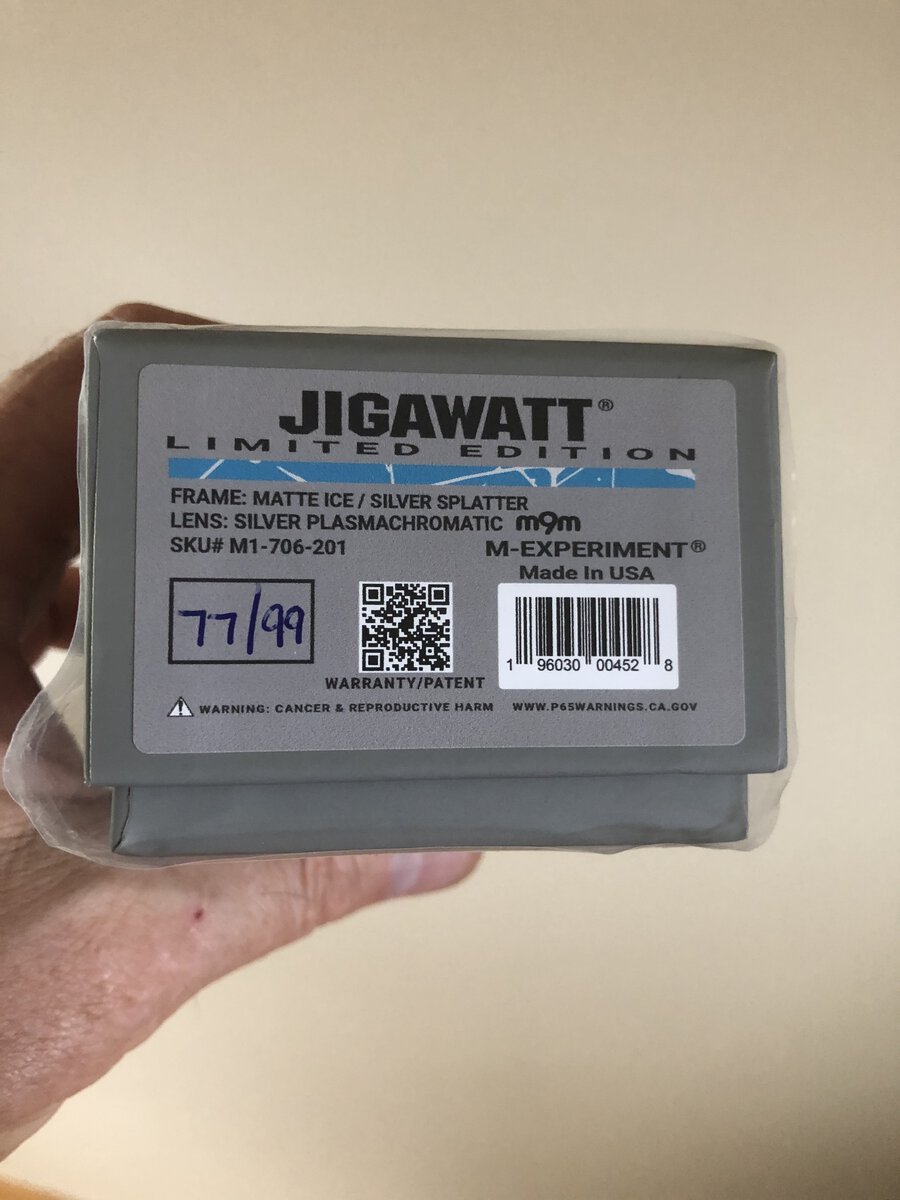 JIGAWATT®
LIMITED EDITION
FRAME: MATTE ICE / SILVER SPLATTER
LENS: SILVER PLASMACHROMATIC m9m
SKU# M1-706-201
M-EXPERIMENT®
Made In USA
77/99
1 96030 00452 8
WARRANTY/PATENT
WARNING: CANCER & REPRODUCTIVE HARM WWW.P65WARNINGS.CA.GOV